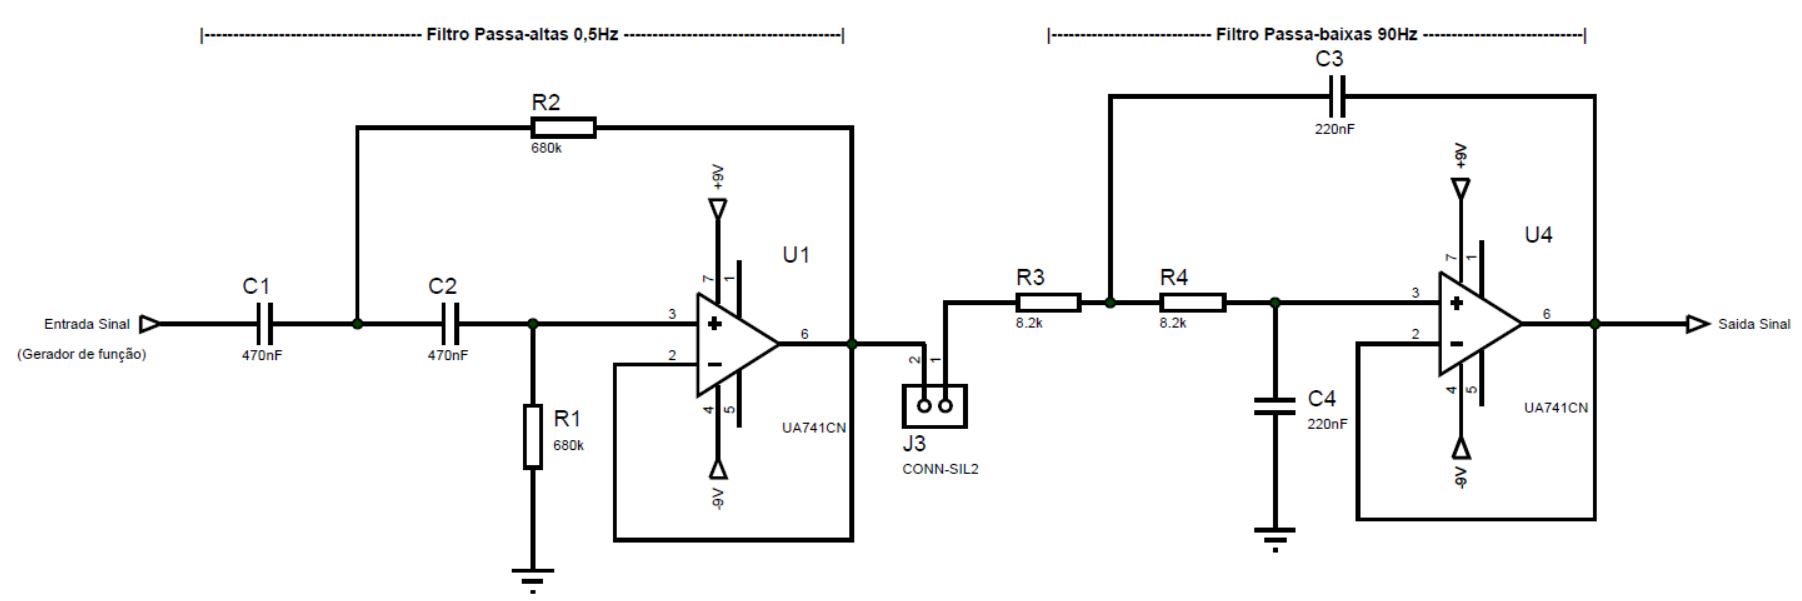 |------------------------------------- Filtro Passa-altas 0,5Hz -------------------------------------|
|--------------------------- Filtro Passa-baixas 90Hz ---------------------------|
C3
220nF
R2
680k
+9V
+9V
U1
U4
7
1
7
1
C1
C2
R3
R4
470nF
470nF
8.2k
8.2k
Entrada Sinal
(Gerador de função)
3
2
6
4
5
3
2
6
4
5
Saida Sinal
2
1
R1
680k
UA741CN
J3
CONN-SIL2
C4
220nF
UA741CN
-9V
-9V